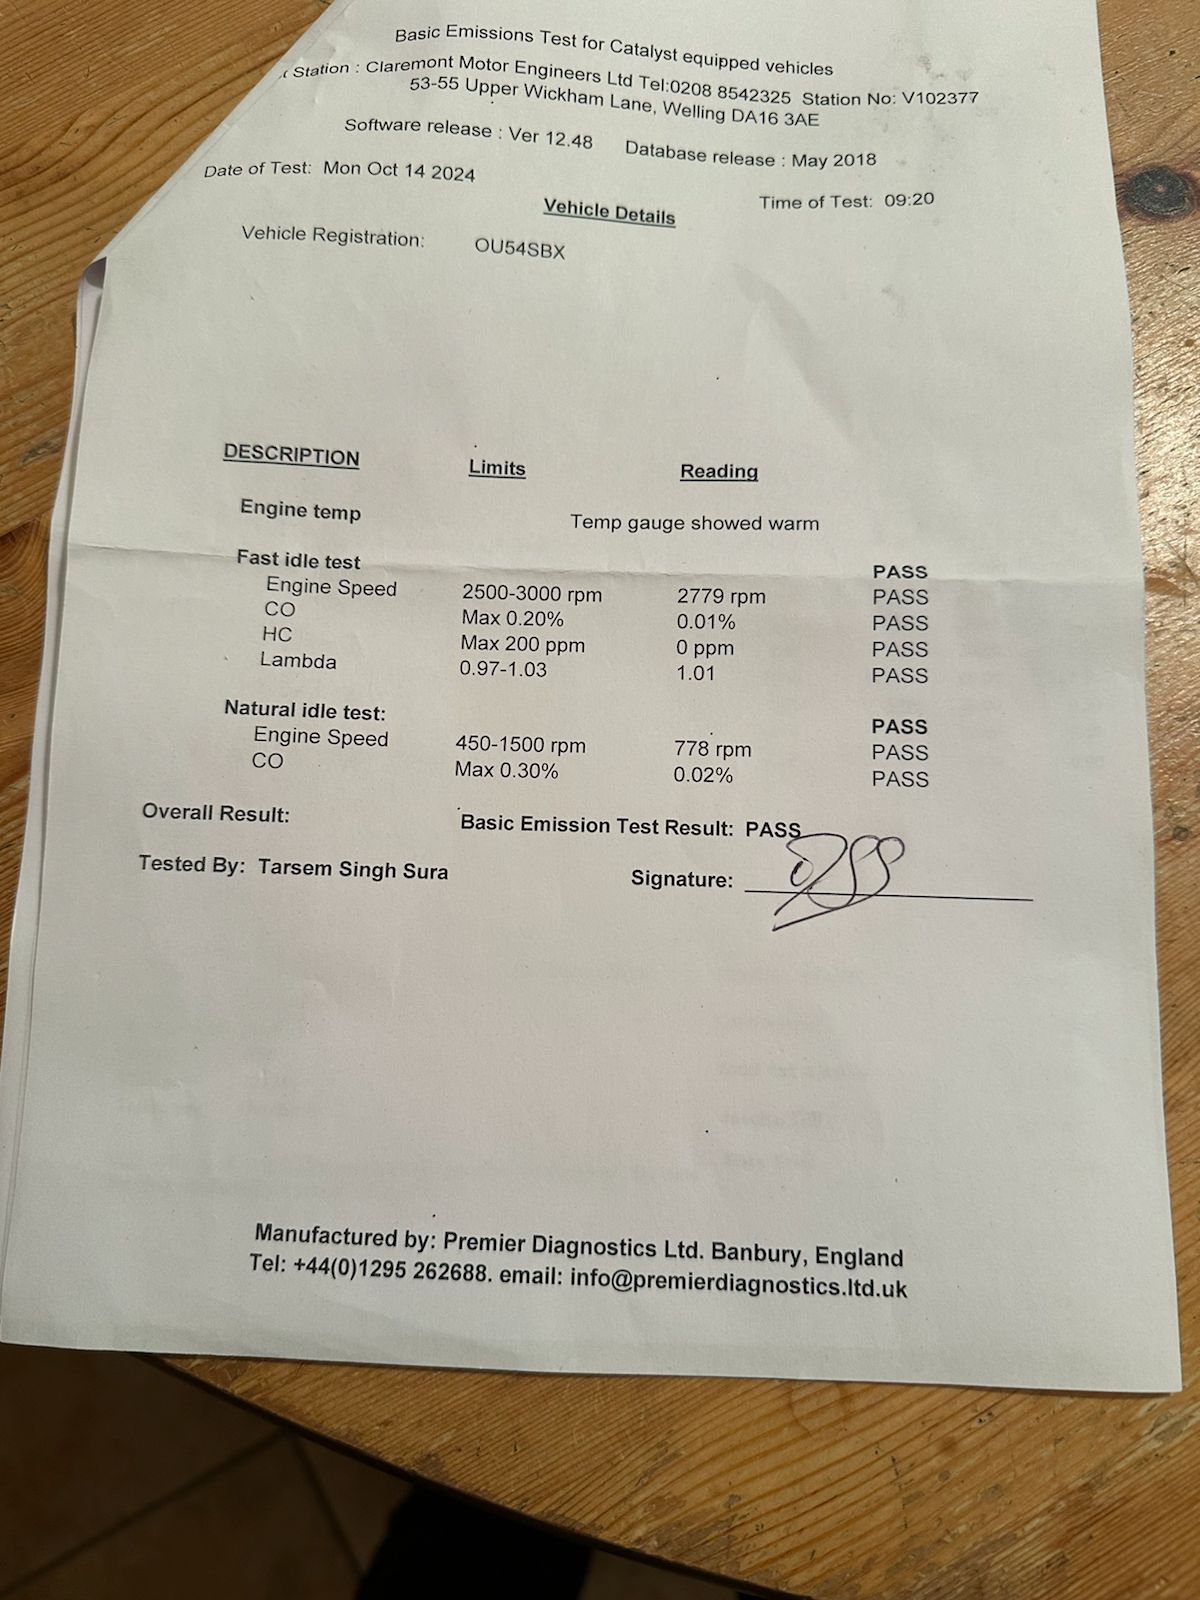 Basic Emissions Test for Catalyst equipped vehicles
Station : Claremont Motor Engineers Ltd Tel:0208 8542325 Station No: V102377
53-55 Upper Wickham Lane, Welling DA16 3AE
Software release : Ver 12.48 Database release : May 2018
Date of Test: Mon Oct 14 2024 Time of Test: 09:20
Vehicle Details
Vehicle Registration: OU54SBX
DESCRIPTION Limits Reading
Engine temp Temp gauge showed warm
Fast idle test PASS
Engine Speed 2500-3000 rpm 2779 rpm PASS
CO Max 0.20% 0.01% PASS
HC Max 200 ppm 0 ppm PASS
Lambda 0.97-1.03 1.01 PASS
Natural idle test: PASS
Engine Speed 450-1500 rpm 778 rpm PASS
CO Max 0.30% 0.02% PASS
Overall Result: Basic Emission Test Result: PASS
Tested By: Tarsem Singh Sura Signature:
Manufactured by: Premier Diagnostics Ltd. Banbury, England
Tel: +44(0)1295 262688. email: info@premierdiagnostics.ltd.uk